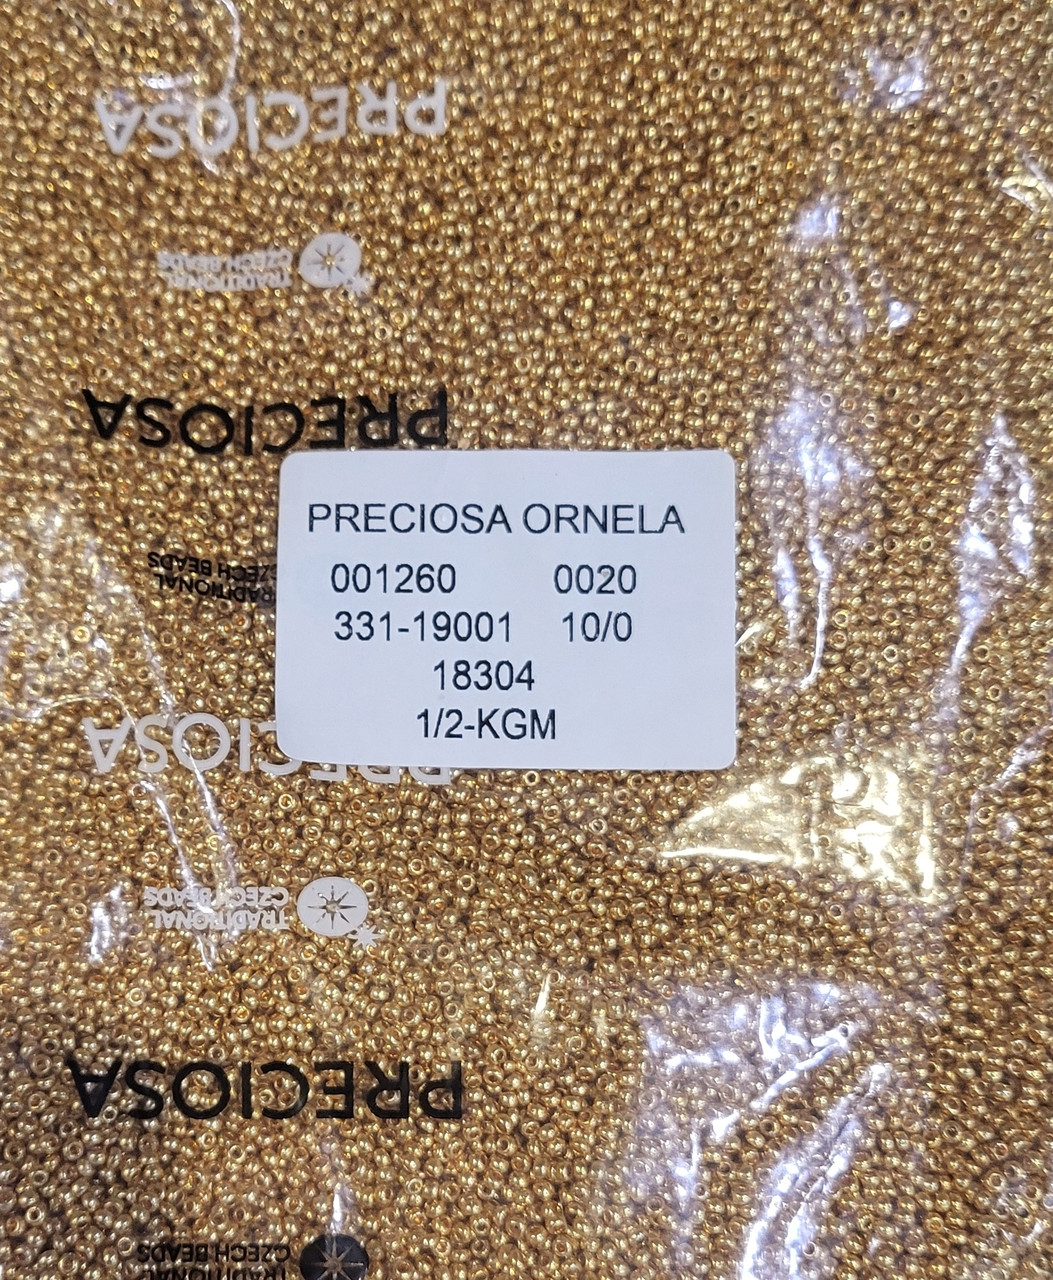 PRECIOSA
TRADITIONAL
CZECH BEADS
PRECIOSA
TRADITIONAL
CZECH BEADS
PRECIOSA ORNELA
001260 0020
331-19001 10/0
18304
1/2-KGM
PRECIOSA
TRADITIONAL
CZECH BEADS
PRECIOSA
TRADITIONAL
CZECH BEADS